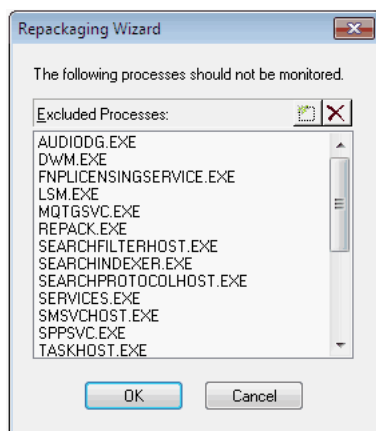 Repackaging Wizard
The following processes should not be monitored.
Excluded Processes:
AUDIODG.EXE
DWM.EXE
FNPLICENSINGSERVICE.EXE
LSM.EXE
MQTGSVC.EXE
REPACK.EXE
SEARCHFILTERHOST.EXE
SEARCHINDEXER.EXE
SEARCHPROTOCOLHOST.EXE
SERVICES.EXE
SMSVCHOST.EXE
SPPSVC.EXE
TASKHOST.EXE
OK
Cancel